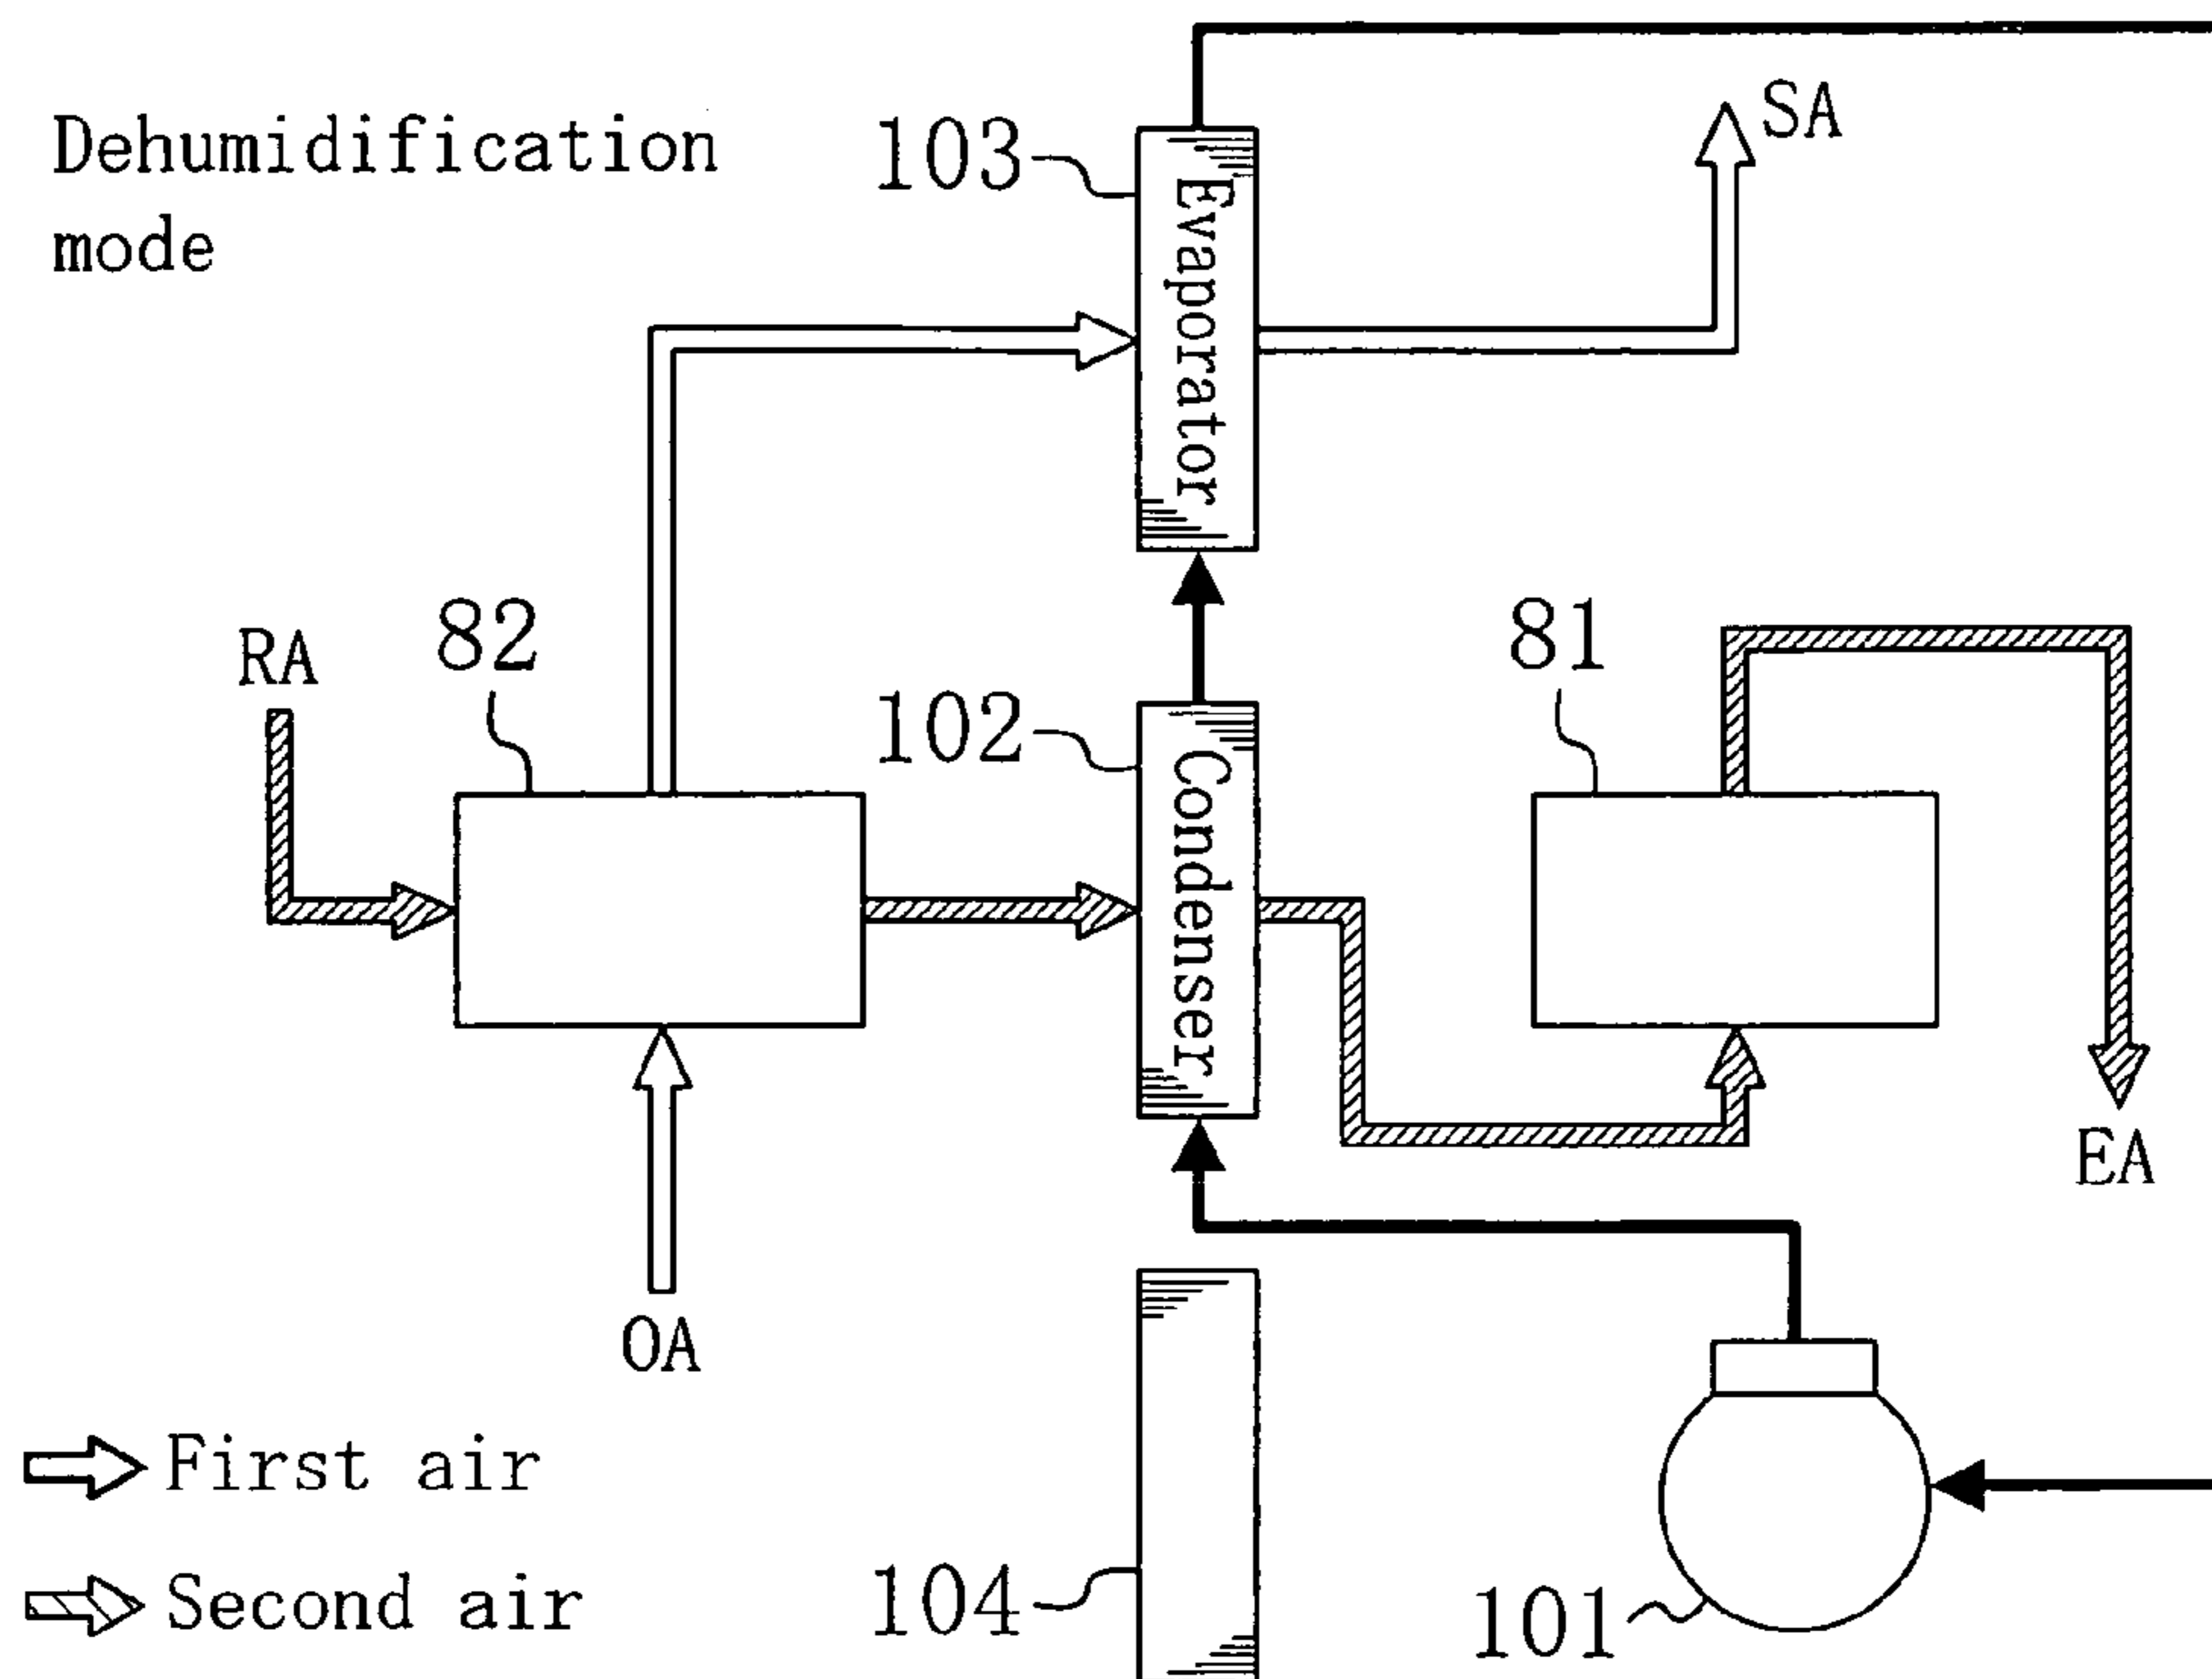 Dehumidification
mode
103
SA
Evaporator
RA
82
81
102
Condenser
EA
OA
First air
Second air
104
101